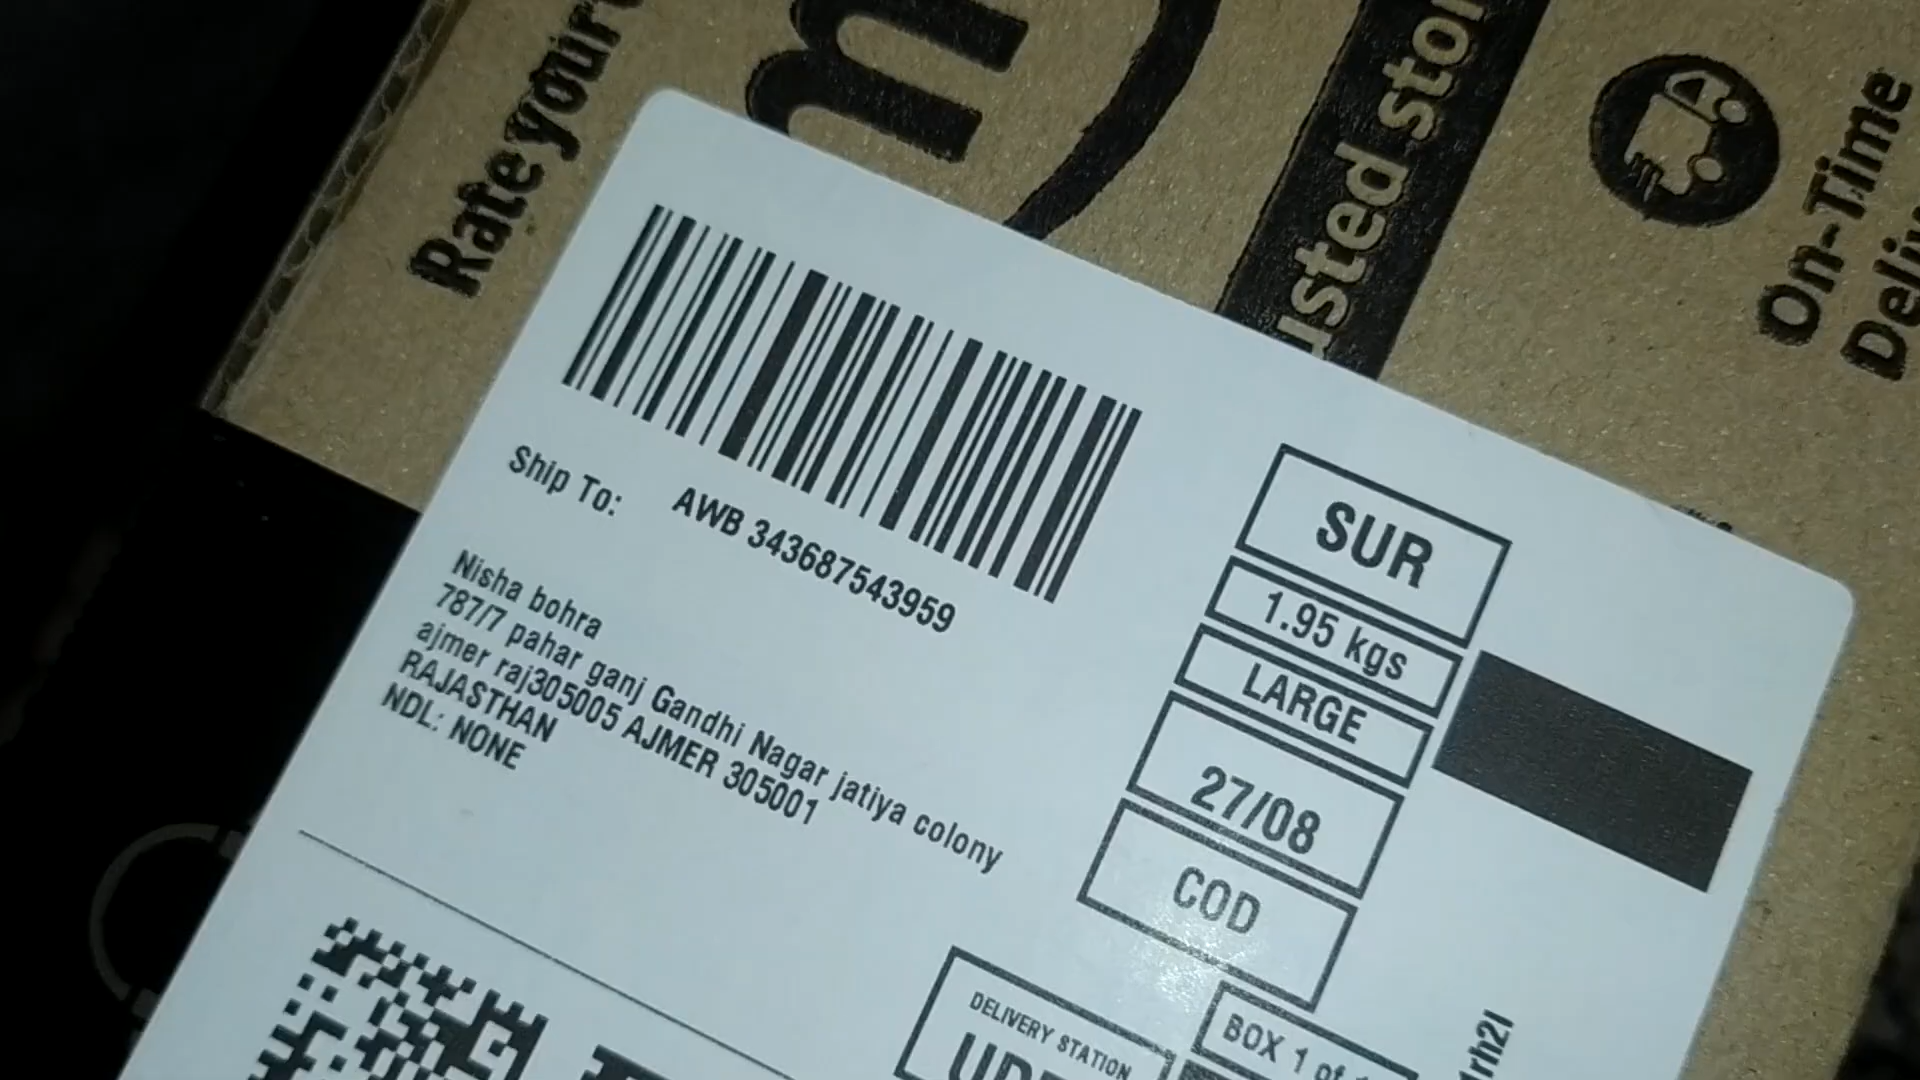 Rate your
m
usted sto
On-Time
Deliv
Ship To:
AWB 343687543959
Nisha bohra
787/7 pahar ganj Gandhi Nagar jatiya colony
ajmer raj305005 AJMER 305001
RAJASTHAN
NDL: NONE
SUR
1.95 kgs
LARGE
27/08
COD
DELIVERY STATION
BOX 1 of